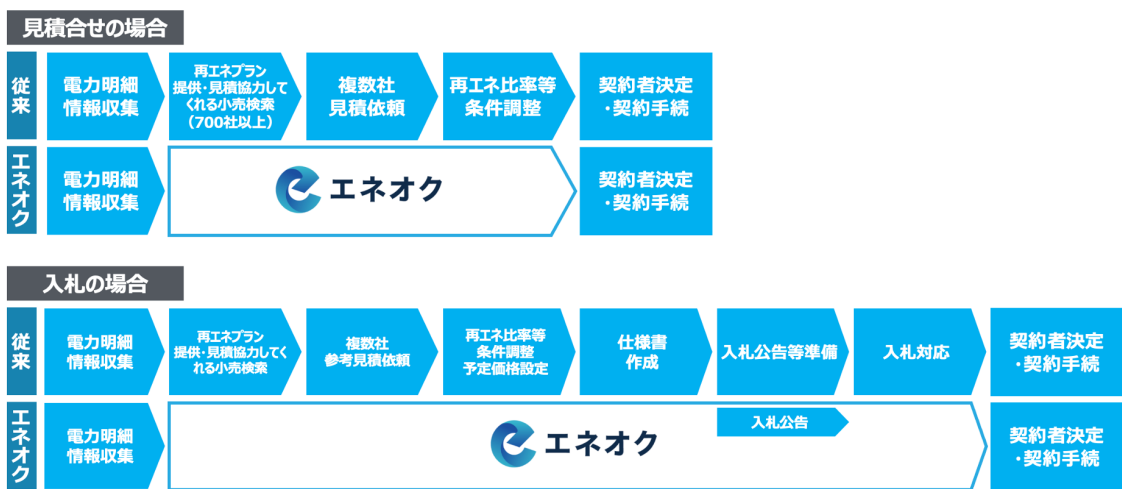 見積合せの場合
従来
電力明細
情報収集
再エネプラン
提供・見積協力して
くれる小売検索
（700社以上）
複数社
見積依頼
再エネ比率等
条件調整
契約者決定
・契約手続
エネオク
電力明細
情報収集
エネオク
契約者決定
・契約手続
入札の場合
従来
電力明細
情報収集
再エネプラン
提供・見積協力してく
れる小売検索
複数社
参考見積依頼
再エネ比率等
条件調整
予定価格設定
仕様書
作成
入札公告等準備
入札対応
契約者決定
・契約手続
エネオク
電力明細
情報収集
エネオク
入札公告
契約者決定
・契約手続